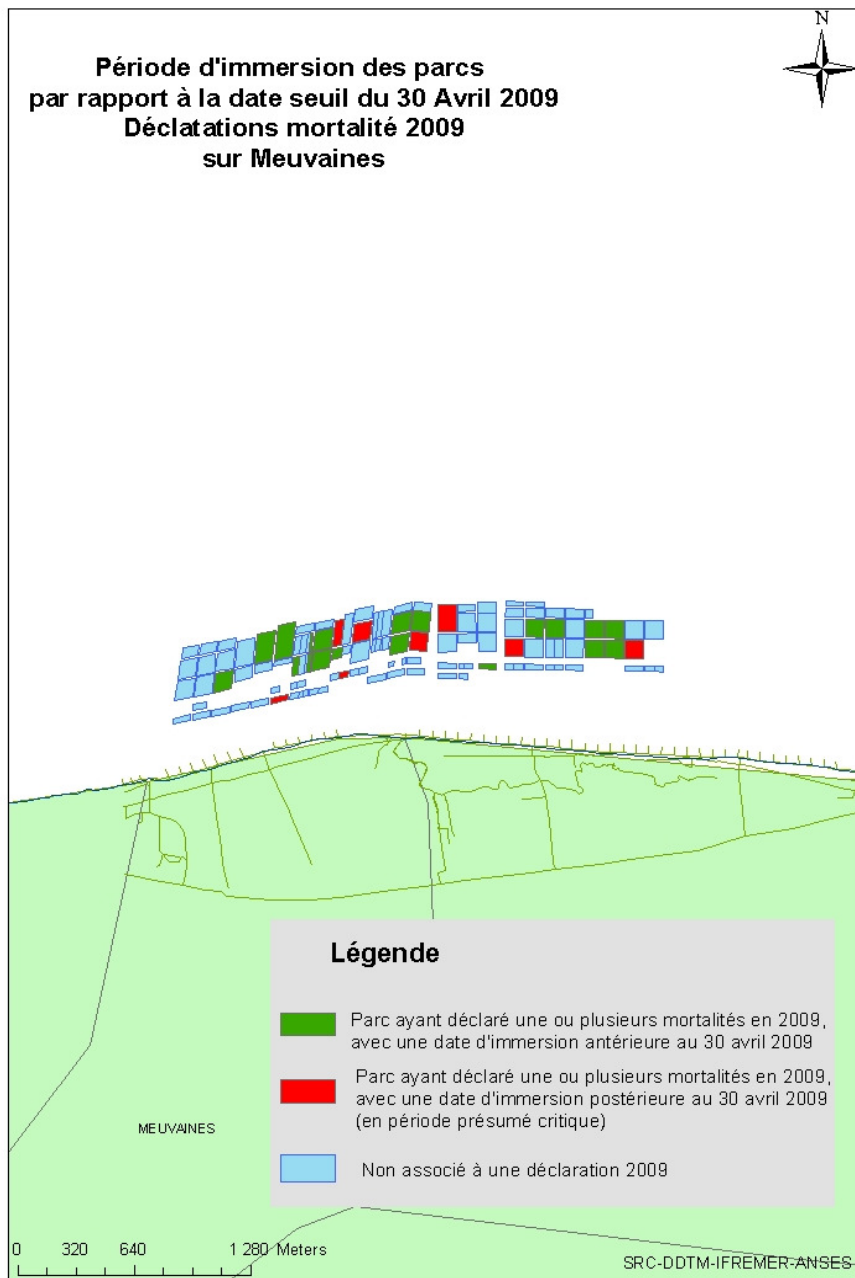 N
Période d'immersion des parcs
par rapport à la date seuil du 30 Avril 2009
Déclatations mortalité 2009
sur Meuvaines
Légende
Parc ayant déclaré une ou plusieurs mortalités en 2009,
avec une date d'immersion antérieure au 30 avril 2009
Parc ayant déclaré une ou plusieurs mortalités en 2009,
avec une date d'immersion postérieure au 30 avril 2009
(en période présumé critique)
Non associé à une déclaration 2009
MEUVAINES
0 320 640 1 280 Meters
SRC-DDTM-IFREMER-ANSES